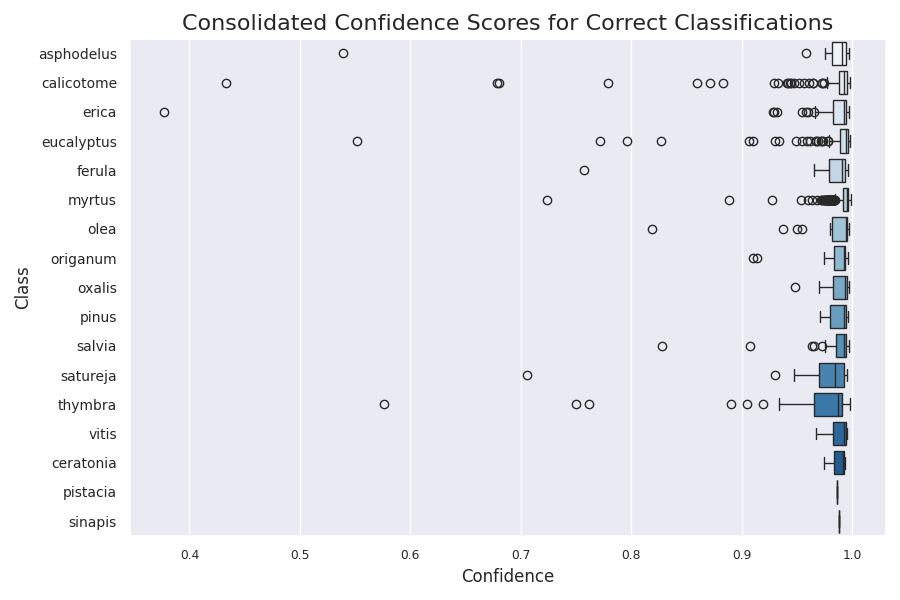 Consolidated Confidence Scores for Correct Classifications
asphodelus
calicotome
erica
eucalyptus
ferula
myrtus
olea
origanum
oxalis
pinus
salvia
satureja
thymbra
vitis
ceratonia
pistacia
sinapis
Class
0.4 0.5 0.6 0.7 0.8 0.9 1.0
Confidence